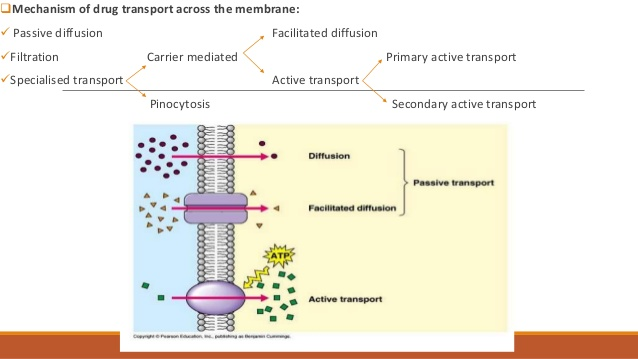 ❑Mechanism of drug transport across the membrane:
✓ Passive diffusion Facilitated diffusion
✓Filtration Carrier mediated Primary active transport
✓Specialised transport Active transport
Pinocytosis Secondary active transport
Diffusion
Passive transport
Facilitated diffusion
ATP
Active transport
Copyright © Pearson Education, Inc., publishing as Benjamin Cummings.